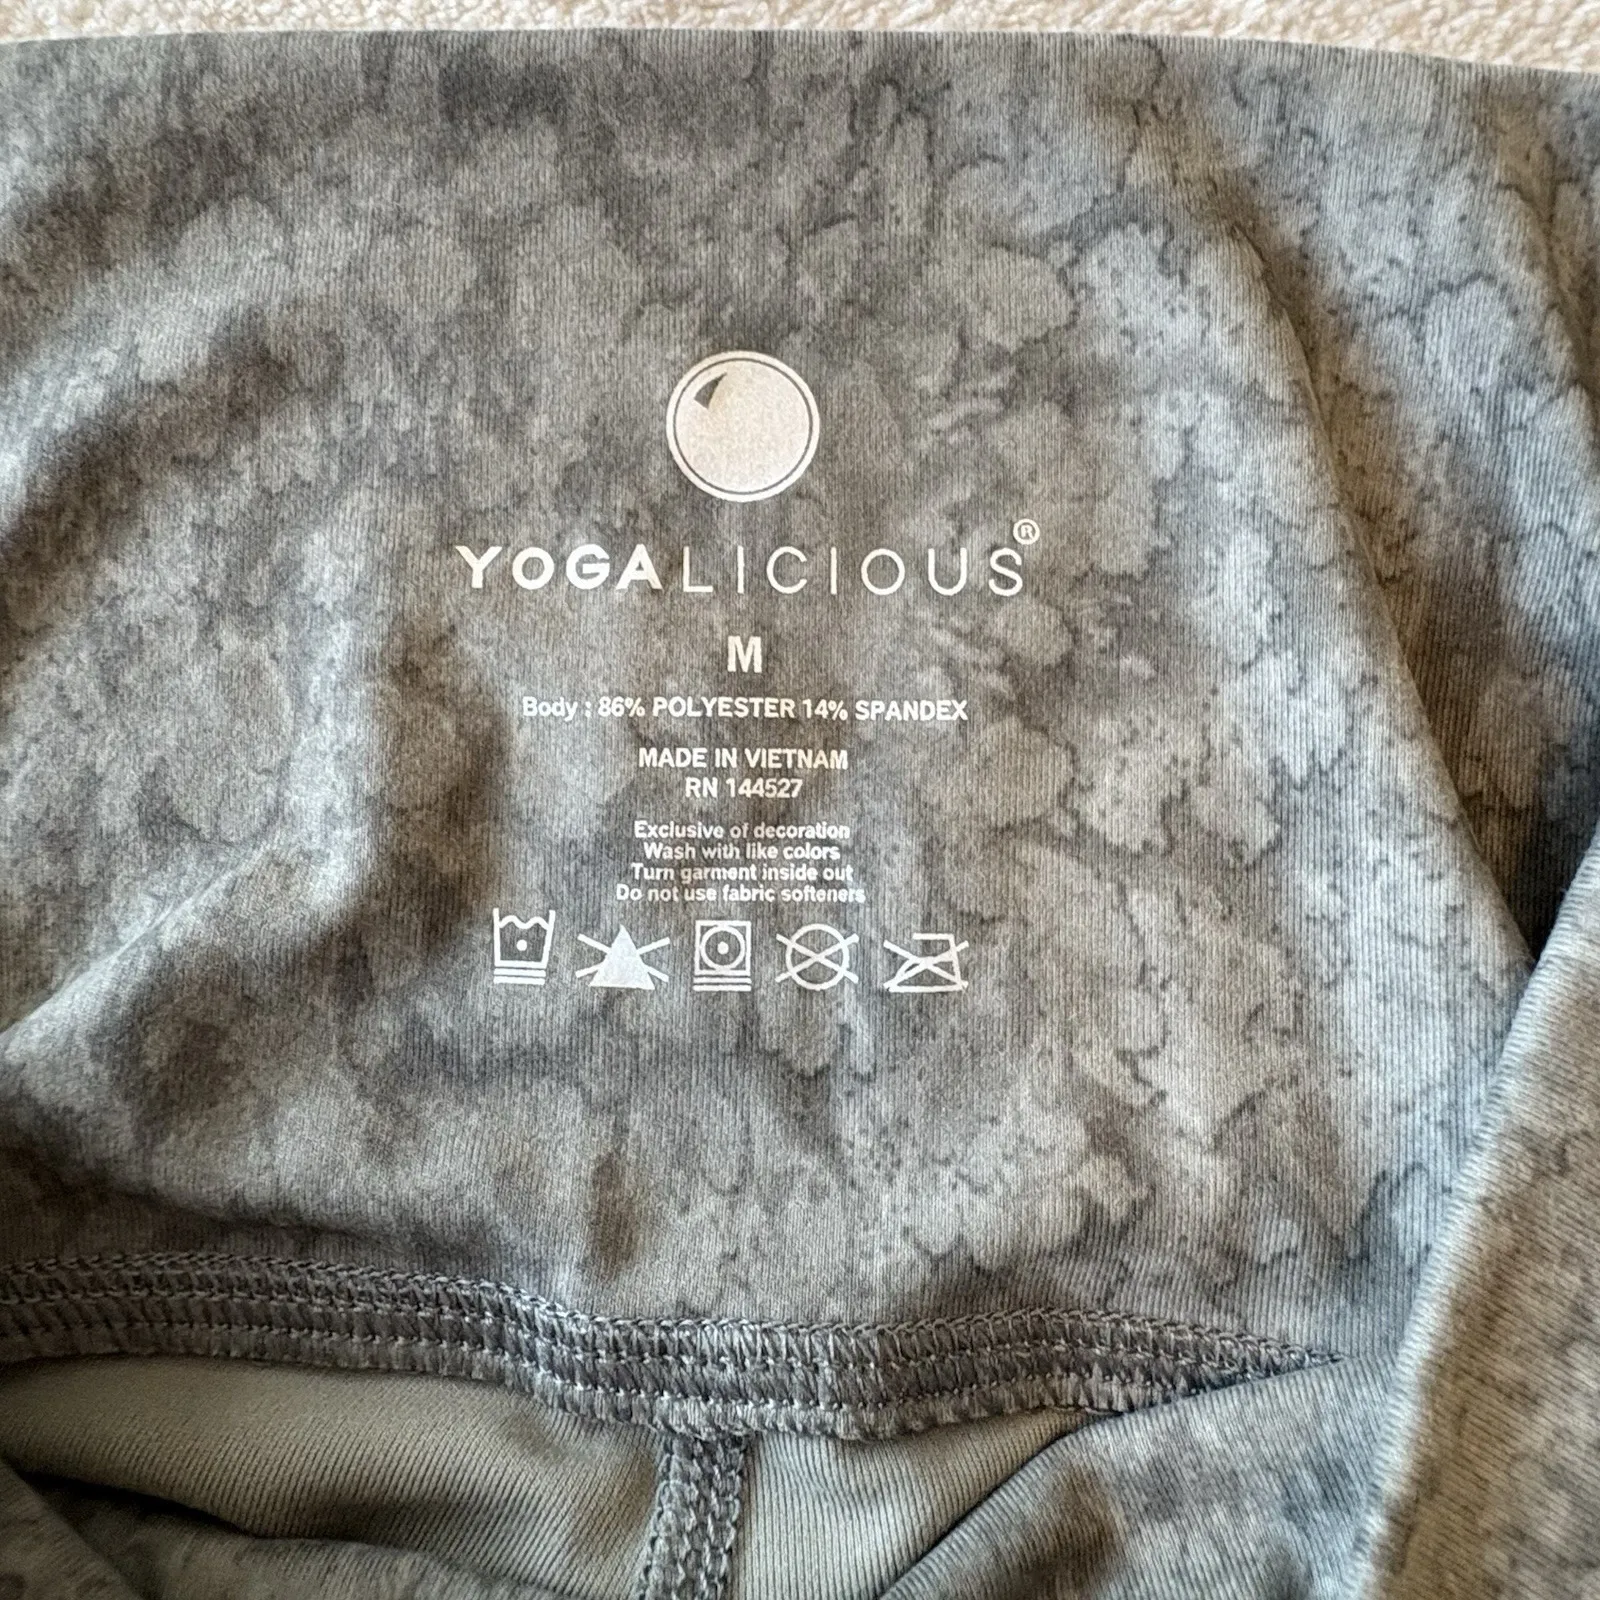 YOGALICIOUS®
M
Body : 86% POLYESTER 14% SPANDEX
MADE IN VIETNAM
RN 144527
Exclusive of decoration
Wash with like colors
Turn garment inside out
Do not use fabric softeners